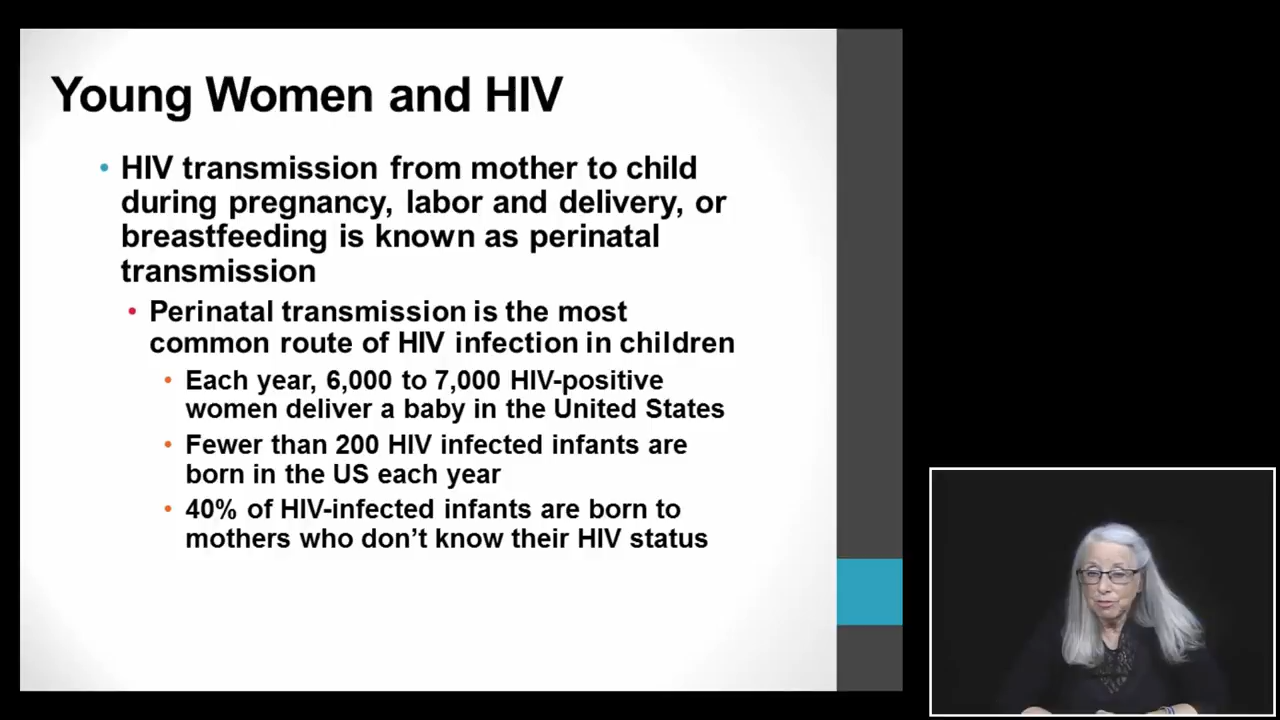 Young Women and HIV
• HIV transmission from mother to child
during pregnancy, labor and delivery, or
breastfeeding is known as perinatal
transmission
• Perinatal transmission is the most
common route of HIV infection in children
• Each year, 6,000 to 7,000 HIV-positive
women deliver a baby in the United States
• Fewer than 200 HIV infected infants are
born in the US each year
• 40% of HIV-infected infants are born to
mothers who don’t know their HIV status